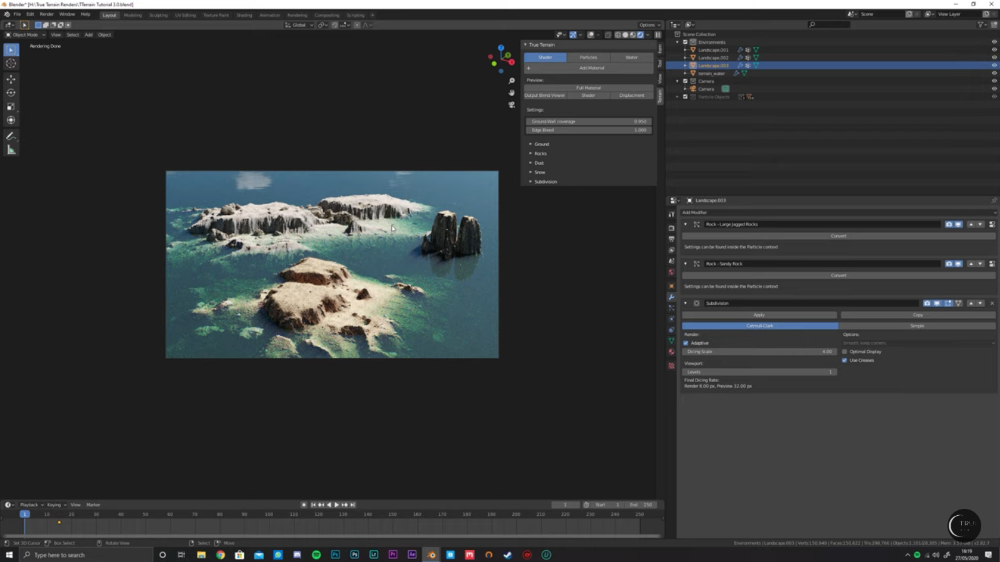 Blender* [H:\True Terrain Renders\TTerrain Tutorial 3.0.blend]
File Edit Render Window Help Layout Modeling Sculpting UV Editing Texture Paint Shading Animation Rendering Compositing Scripting + Scene View Layer
Global Options
Object Mode View Select Add Object
Rendering Done
True Terrain
Shader Particles Water
Add Material
Preview:
Full Material
Output Blend Viewer Shader Displacment
Settings:
Ground-Wall coverage 0.950
Edge Bleed 1.000
Ground
Rocks
Dust
Snow
Subdivision
Item
Tool
View
Terrain
Scene Collection
Environments
Landscape.001
Landscape.002
Landscape.003
terrain_water
Camera
Camera
Particle Objects
Landscape.003
Add Modifier
Rock - Large Jagged Rocks
Convert
Settings can be found inside the Particle context
Rock - Sandy Rock
Convert
Settings can be found inside the Particle context
Subdivision
Apply Copy
Catmull-Clark Simple
Render: Options:
Adaptive Smooth, keep corners
Dicing Scale 4.00 Optimal Display
Viewport: Use Creases
Levels: 1
Final Dicing Rate:
Render 8.00 px, Preview 32.00 px
Playback Keying View Marker 1 Start 1 End 250
1 10 20 30 40 50 60 70 80 90 100 110 120 130 140 150 160 170 180 190 200 210 220 230 240 250
Set 3D Cursor Box Select Rotate View Select Move
Environments | Landscape.003 | Verts:150,940 | Faces:150,622 | Tris:298,766 | Objects:1,101/28,305 | Mem: 3.53 GiB | v2.82.7
TRU
Type here to search
16:19
27/05/2020